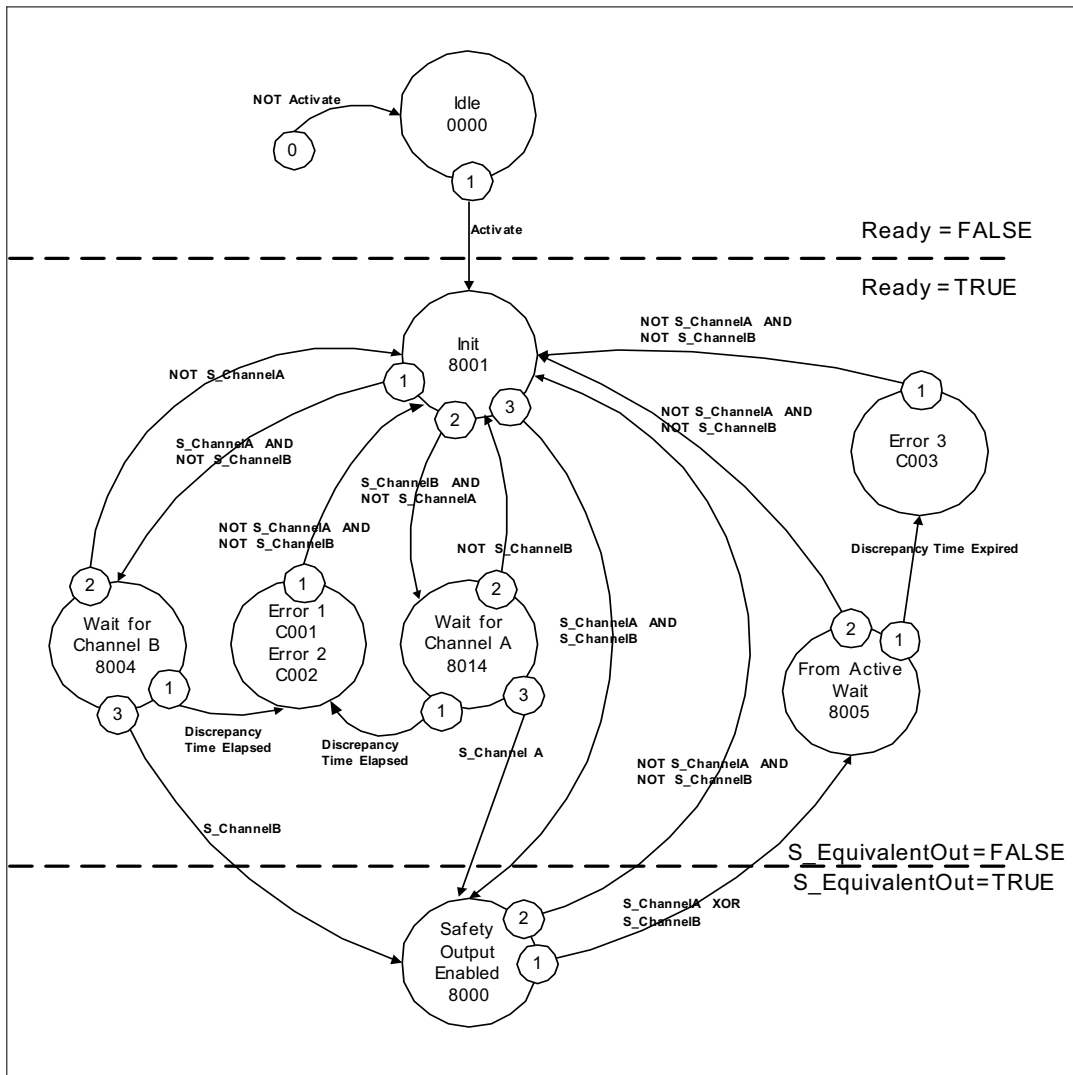 Idle
0000
NOT Activate
0
1
Activate
Ready = FALSE
Ready = TRUE
Init
8001
1
2
3
NOT S_ChannelA AND
NOT S_ChannelB
1
Error 3
C003
NOT S_ChannelA
S_ChannelA AND
NOT S_ChannelB
S_ChannelB AND
NOT S_ChannelA
NOT S_ChannelA AND
NOT S_ChannelB
NOT S_ChannelA AND
NOT S_ChannelB
NOT S_ChannelB
Discrepancy Time Expired
2
Wait for
Channel B
8004
1
3
1
Error 1
C001
Error 2
C002
2
Wait for
Channel A
8014
1
3
S_ChannelA AND
S_ChannelB
2
1
From Active
Wait
8005
Discrepancy
Time Elapsed
Discrepancy
Time Elapsed
S_Channel A
NOT S_ChannelA AND
NOT S_ChannelB
S_ChannelB
S_EquivalentOut = FALSE
S_EquivalentOut = TRUE
Safety
Output
Enabled
8000
2
1
S_ChannelA XOR
S_ChannelB